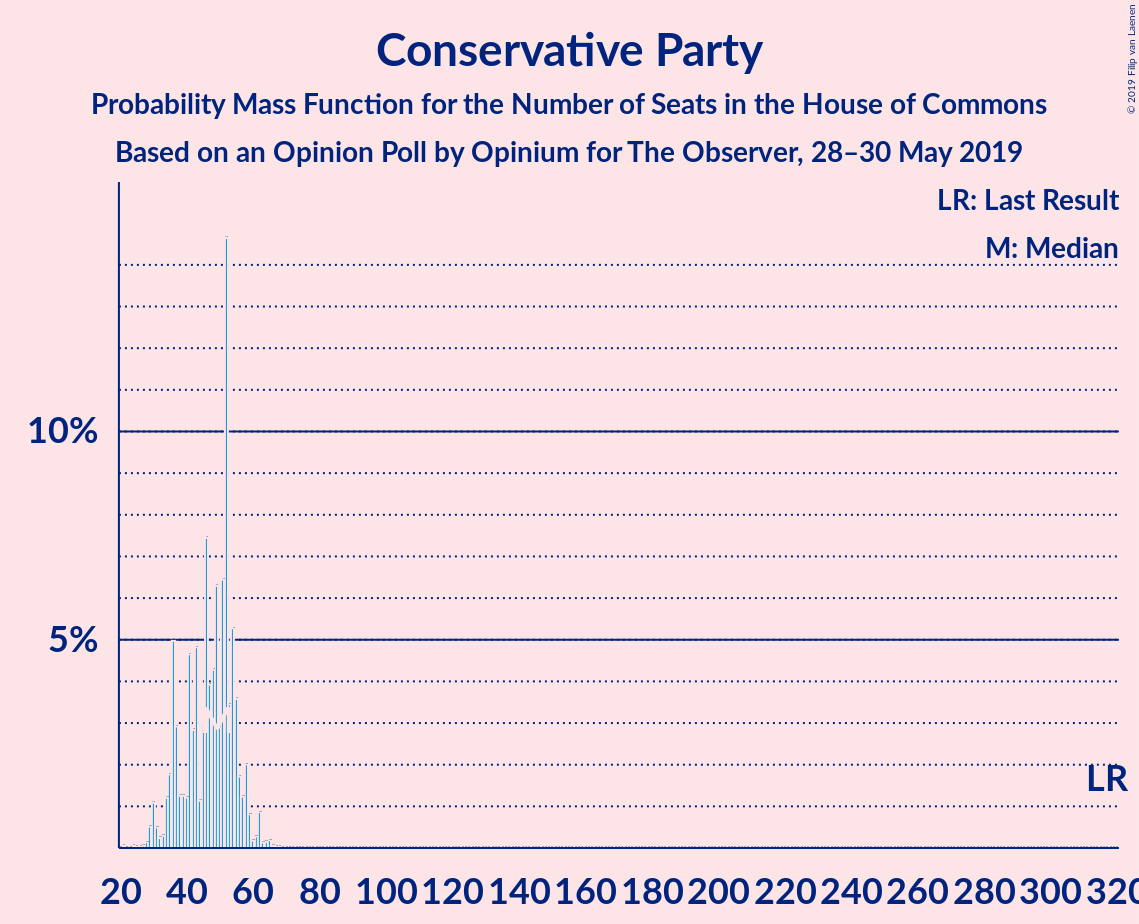 Conservative Party
Probability Mass Function for the Number of Seats in the House of Commons
Based on an Opinion Poll by Opinium for The Observer, 28–30 May 2019
© 2019 Filip van Laenen
LR: Last Result
M: Median
10%
5%
LR
20 40 60 80 100 120 140 160 180 200 220 240 260 280 300 320